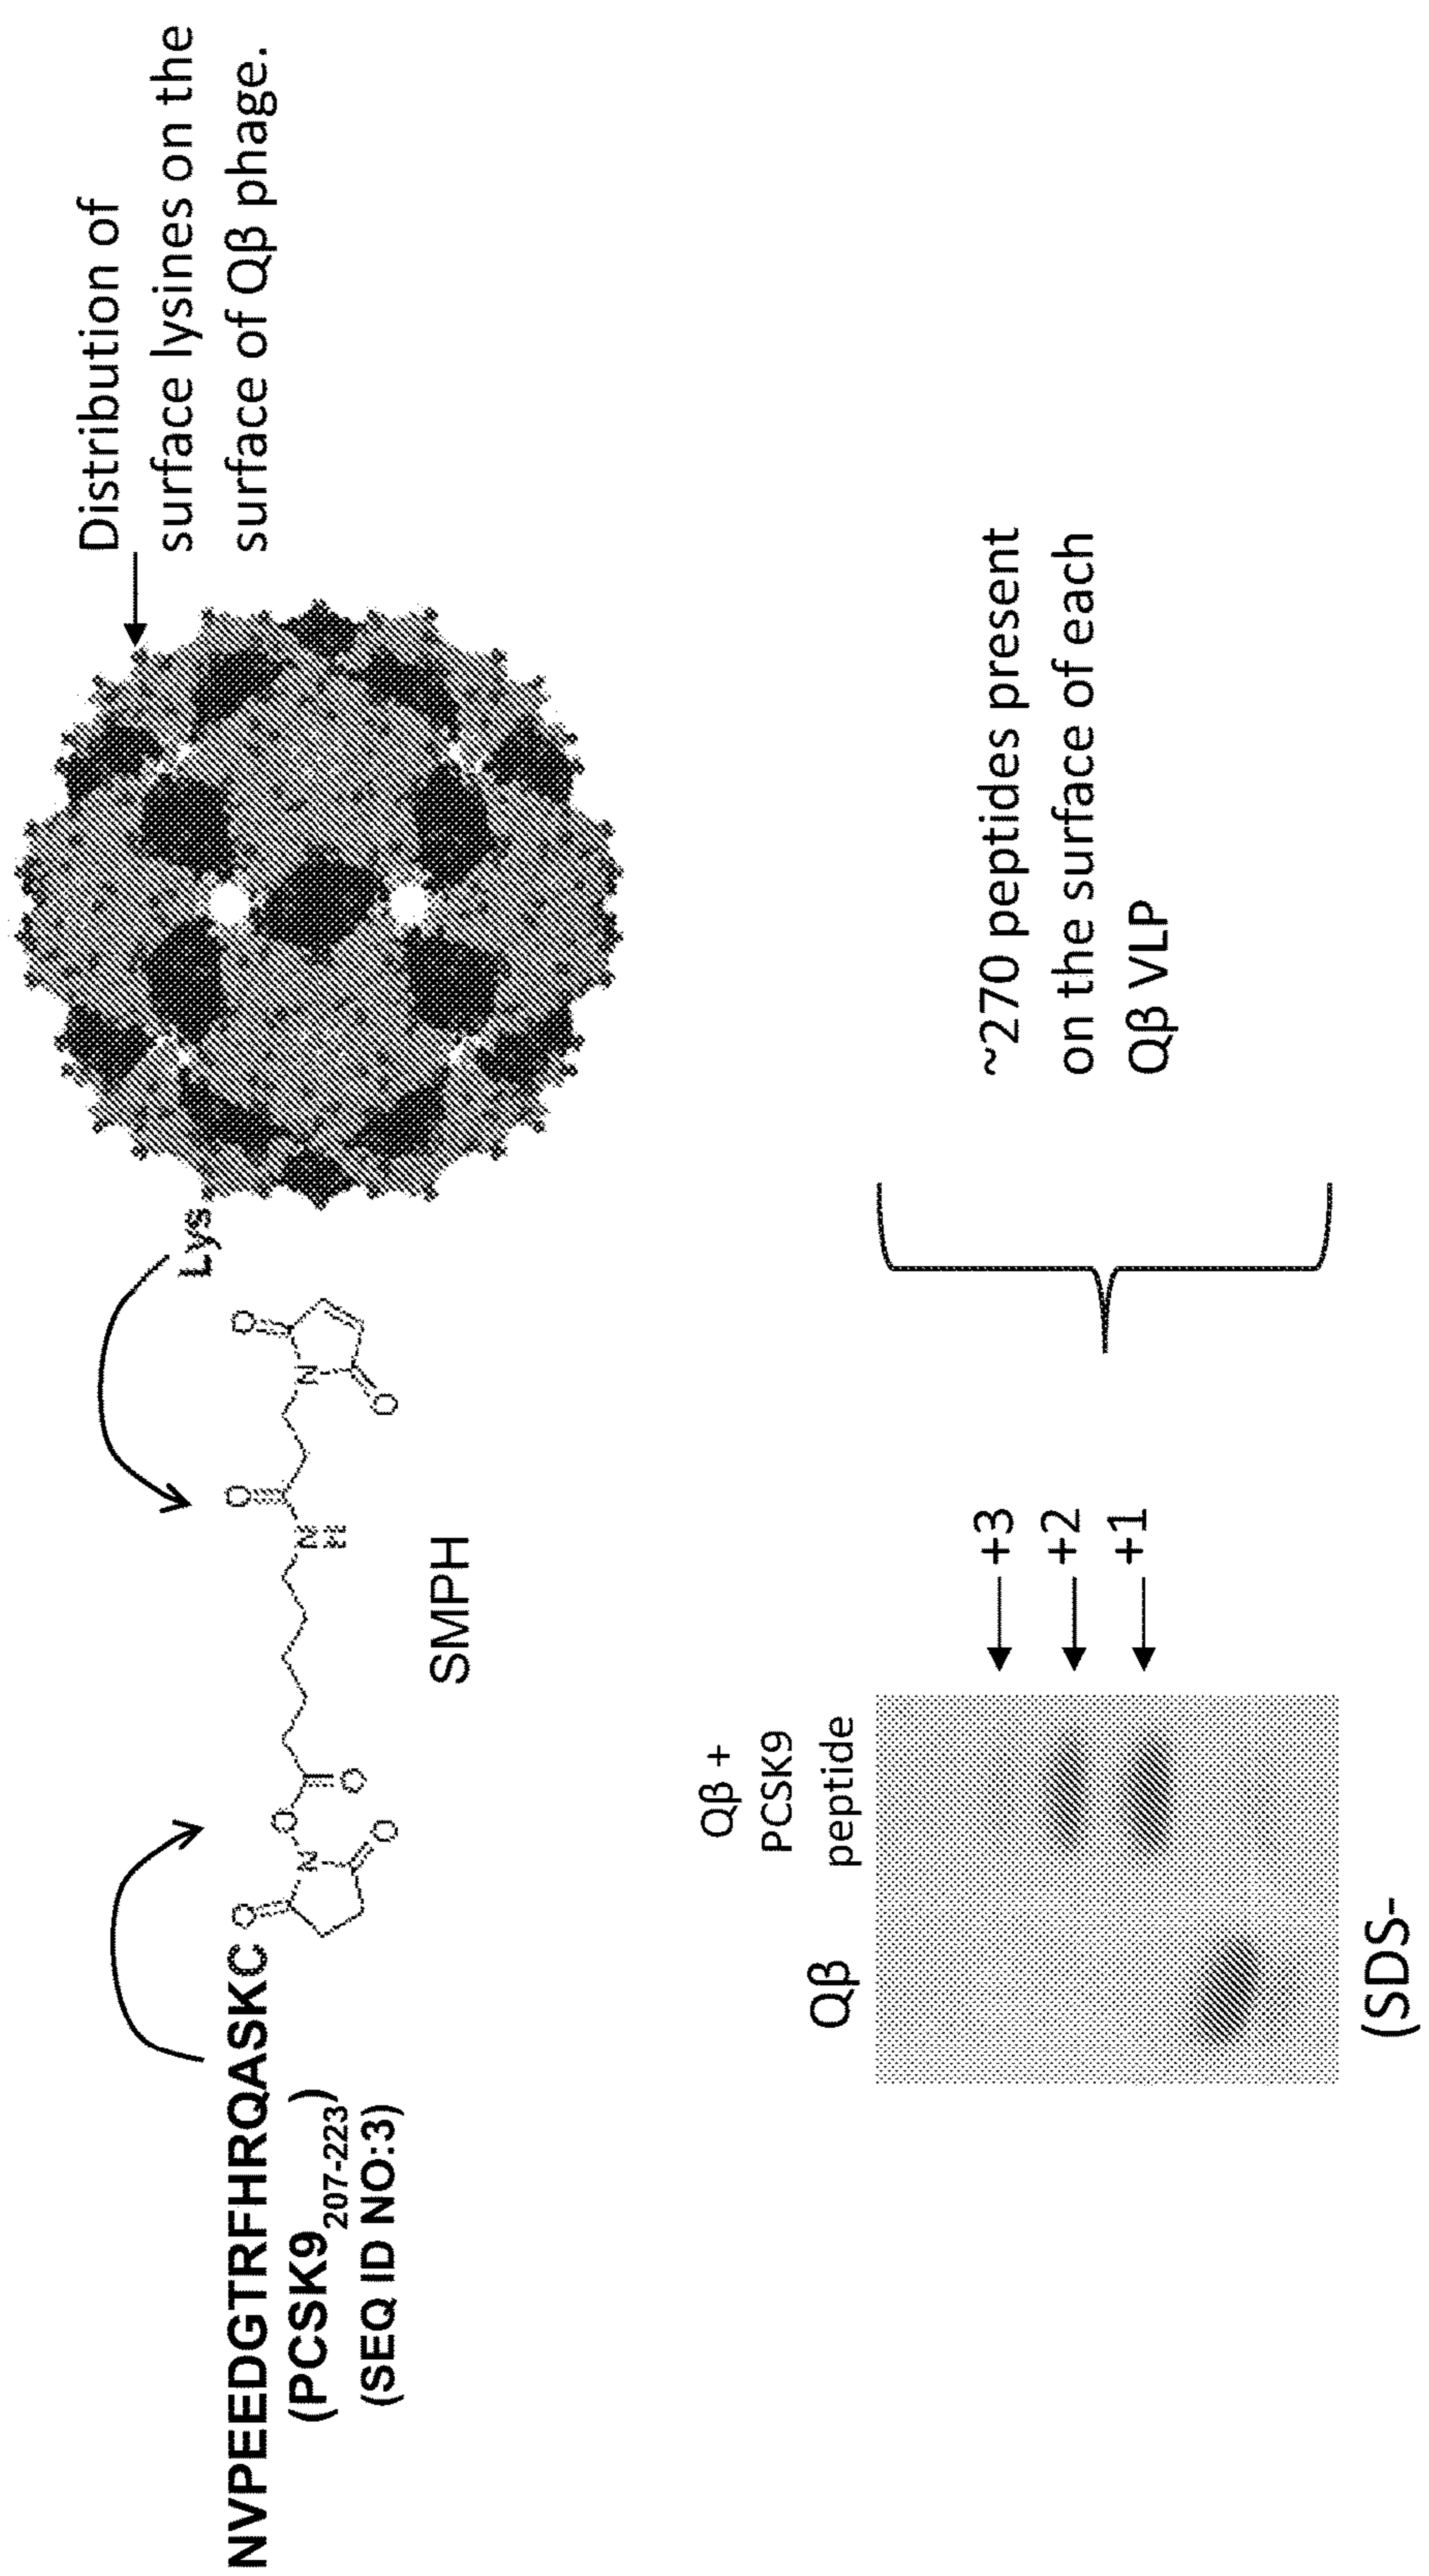 Distribution of
surface lysines on the
surface of Qβ phage.
Lys
O
O
N
O
N
H
O
O
N
O
O
NVPEEDGTRFHRQASKC
(PCSK9207-223)
(SEQ ID NO:3)
SMPH
Qβ
Qβ +
PCSK9
peptide
+3
+2
+1
~270 peptides present
on the surface of each
Qβ VLP
(SDS-